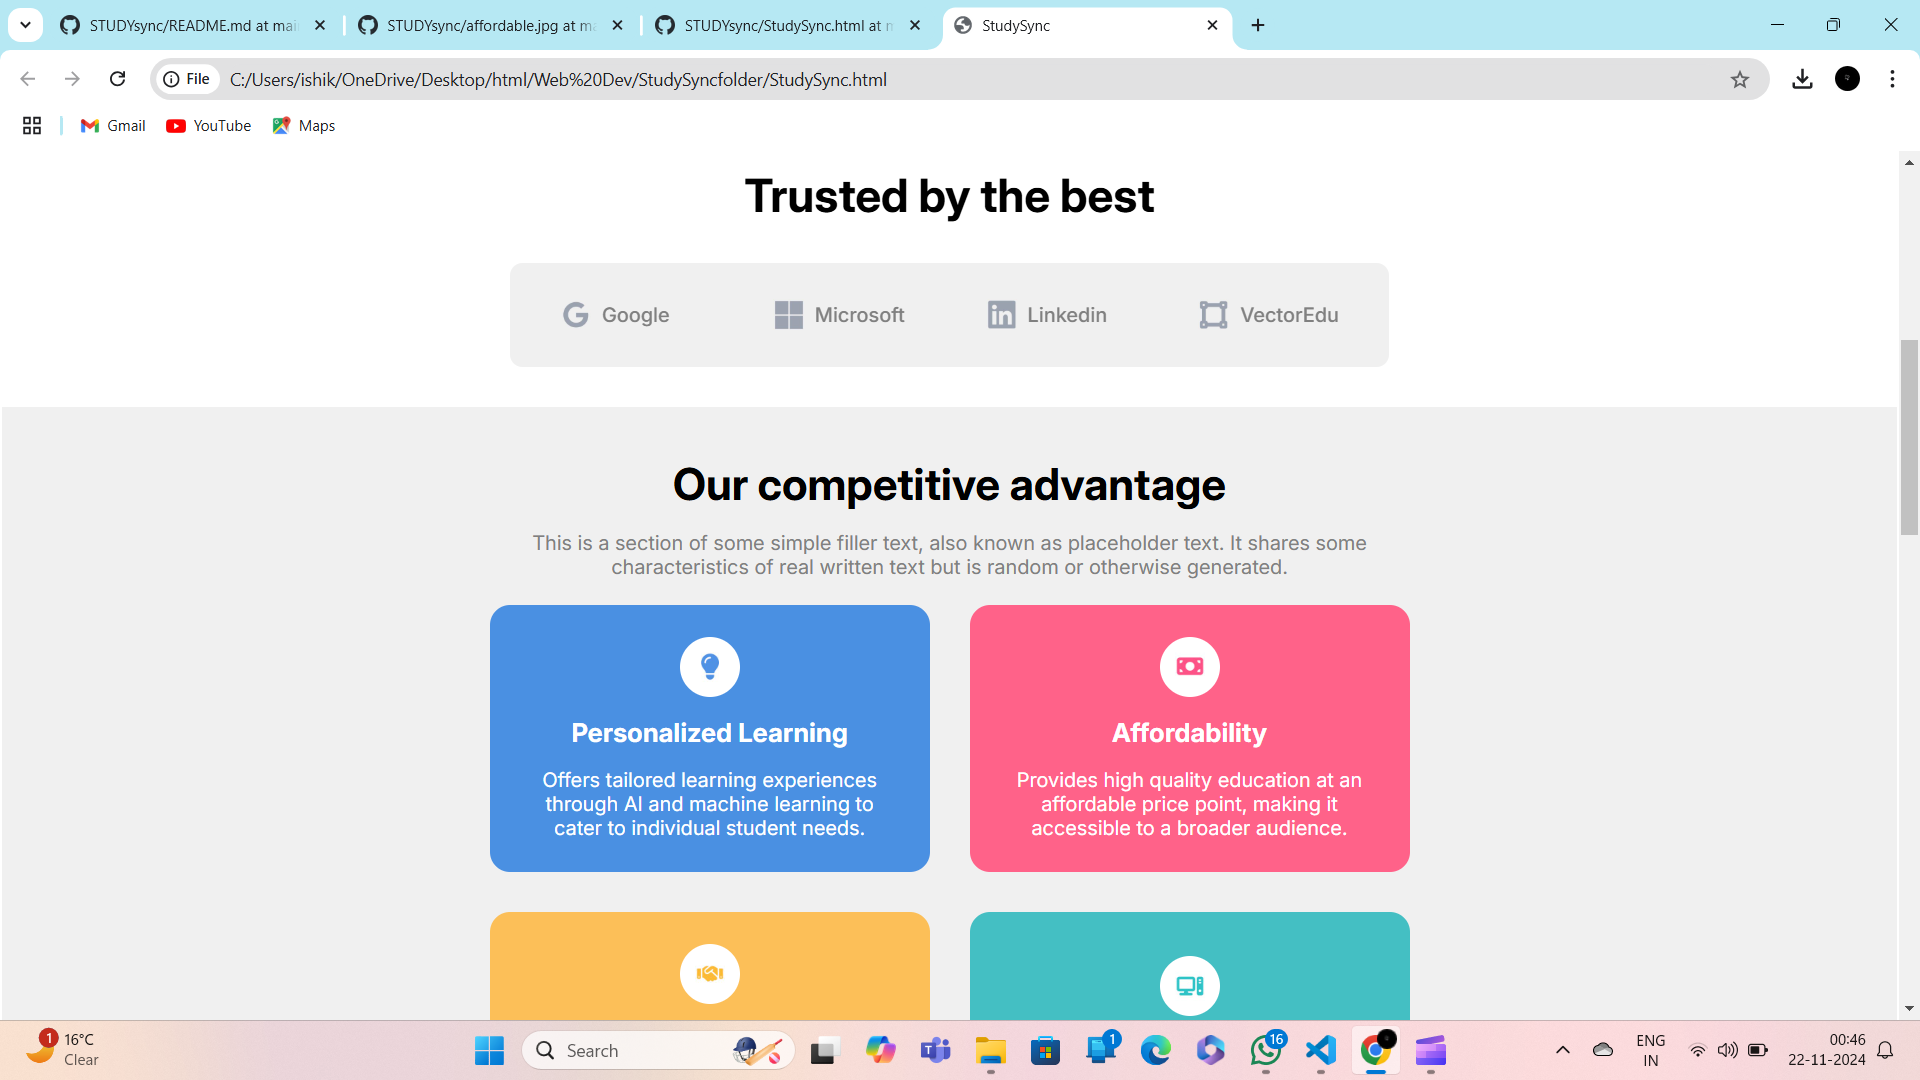 STUDYsync/README.md at mai
STUDYsync/affordable.jpg at ma
STUDYsync/StudySync.html at m
StudySync
File
C:/Users/ishik/OneDrive/Desktop/html/Web%20Dev/StudySyncfolder/StudySync.html
Gmail
YouTube
Maps
Trusted by the best
Google
Microsoft
Linkedin
VectorEdu
Our competitive advantage
This is a section of some simple filler text, also known as placeholder text. It shares some
characteristics of real written text but is random or otherwise generated.
Personalized Learning
Offers tailored learning experiences
through AI and machine learning to
cater to individual student needs.
Affordability
Provides high quality education at an
affordable price point, making it
accessible to a broader audience.
1
16°C
Clear
Search
1
16
ENG
IN
00:46
22-11-2024